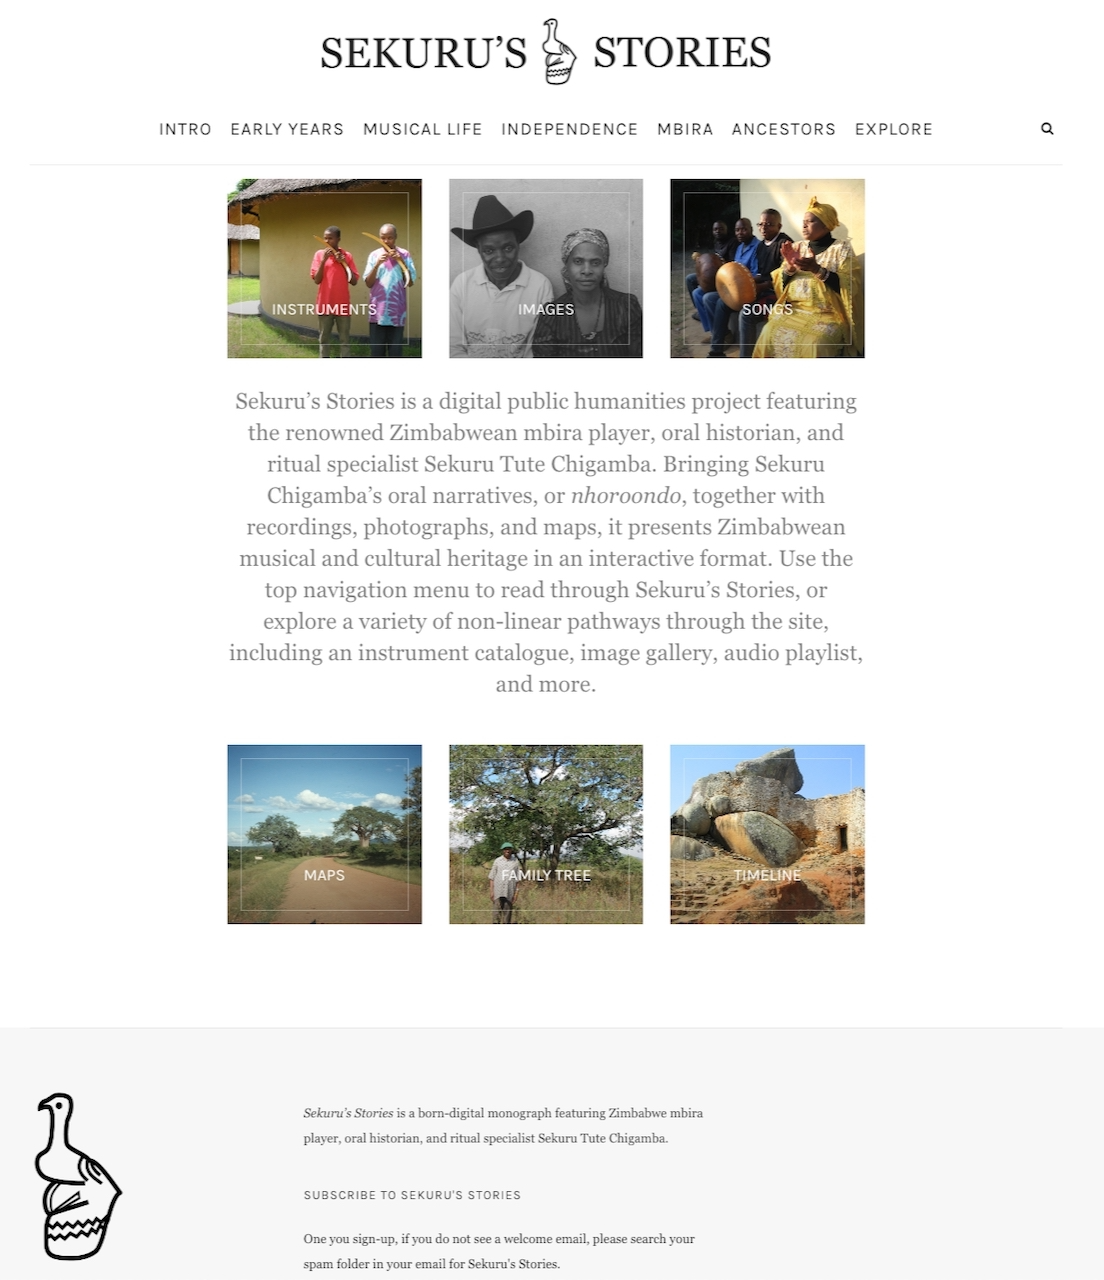 SEKURU’S STORIES
INTRO EARLY YEARS MUSICAL LIFE INDEPENDENCE MBIRA ANCESTORS EXPLORE
INSTRUMENTS
IMAGES
SONGS
Sekuru’s Stories is a digital public humanities project featuring
the renowned Zimbabwean mbira player, oral historian, and
ritual specialist Sekuru Tute Chigamba. Bringing Sekuru
Chigamba’s oral narratives, or nhoroondo, together with
recordings, photographs, and maps, it presents Zimbabwean
musical and cultural heritage in an interactive format. Use the
top navigation menu to read through Sekuru’s Stories, or
explore a variety of non-linear pathways through the site,
including an instrument catalogue, image gallery, audio playlist,
and more.
MAPS
FAMILY TREE
TIMELINE
Sekuru’s Stories is a born-digital monograph featuring Zimbabwe mbira
player, oral historian, and ritual specialist Sekuru Tute Chigamba.
SUBSCRIBE TO SEKURU'S STORIES
One you sign-up, if you do not see a welcome email, please search your
spam folder in your email for Sekuru's Stories.